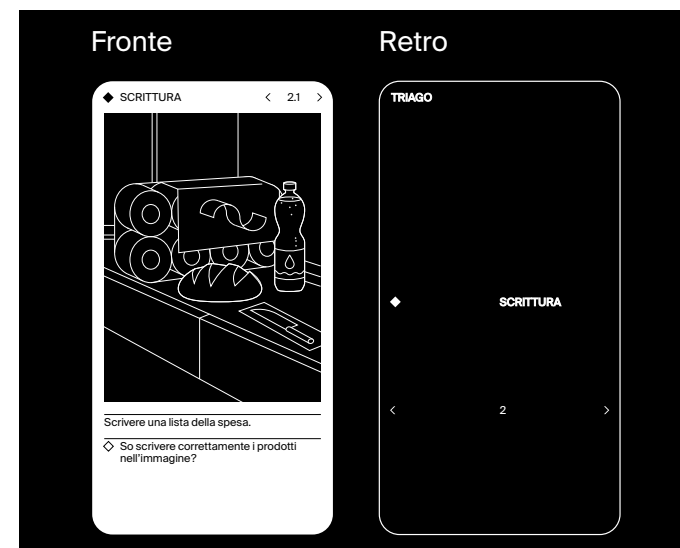 Fronte
Retro
SCRITTURA < 2.1 >
TRIAGO
SCRITTURA
< 2 >
Scrivere una lista della spesa.
So scrivere correttamente i prodotti
nell'immagine?